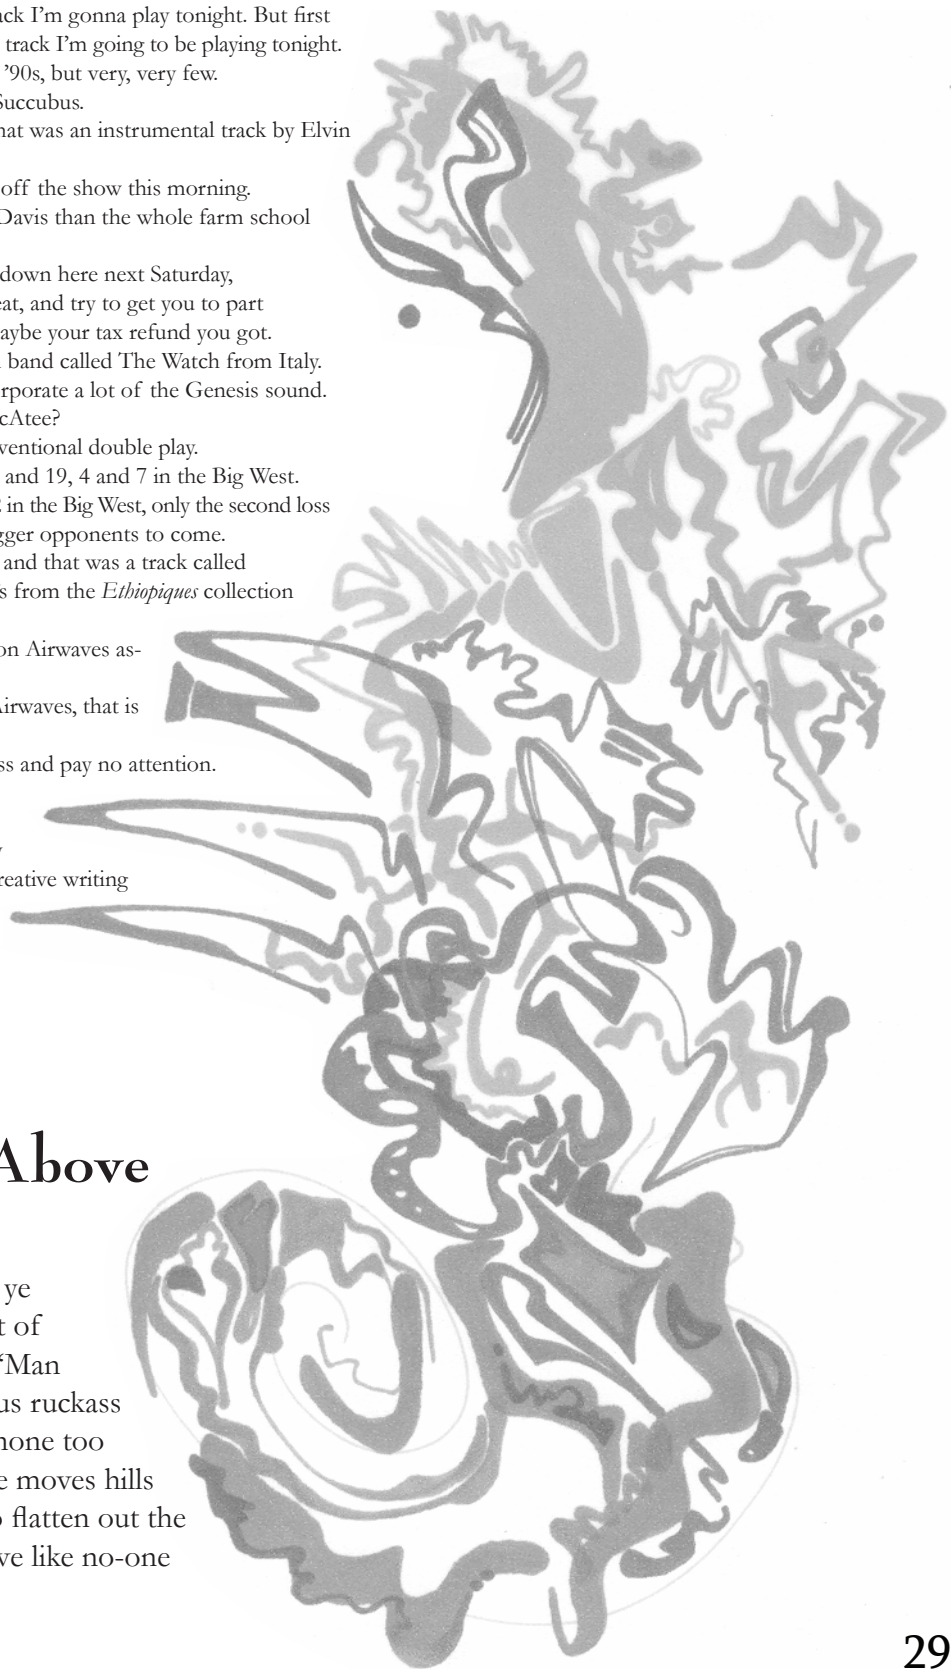 ack I’m gonna play tonight. But first
track I’m going to be playing tonight.
’90s, but very, very few.
Succubus.
hat was an instrumental track by Elvin
off the show this morning.
Davis than the whole farm school
down here next Saturday,
eat, and try to get you to part
aybe your tax refund you got.
band called The Watch from Italy.
rporate a lot of the Genesis sound.
cAtee?
ventional double play.
and 19, 4 and 7 in the Big West.
2 in the Big West, only the second loss
gger opponents to come.
and that was a track called
’s from the Ethiopiques collection
on Airwaves as-
Airwaves, that is
ss and pay no attention.
y
reative writing
Above
ye
t of
“Man
us ruckass
none too
e moves hills
o flatten out the
ve like no-one
29